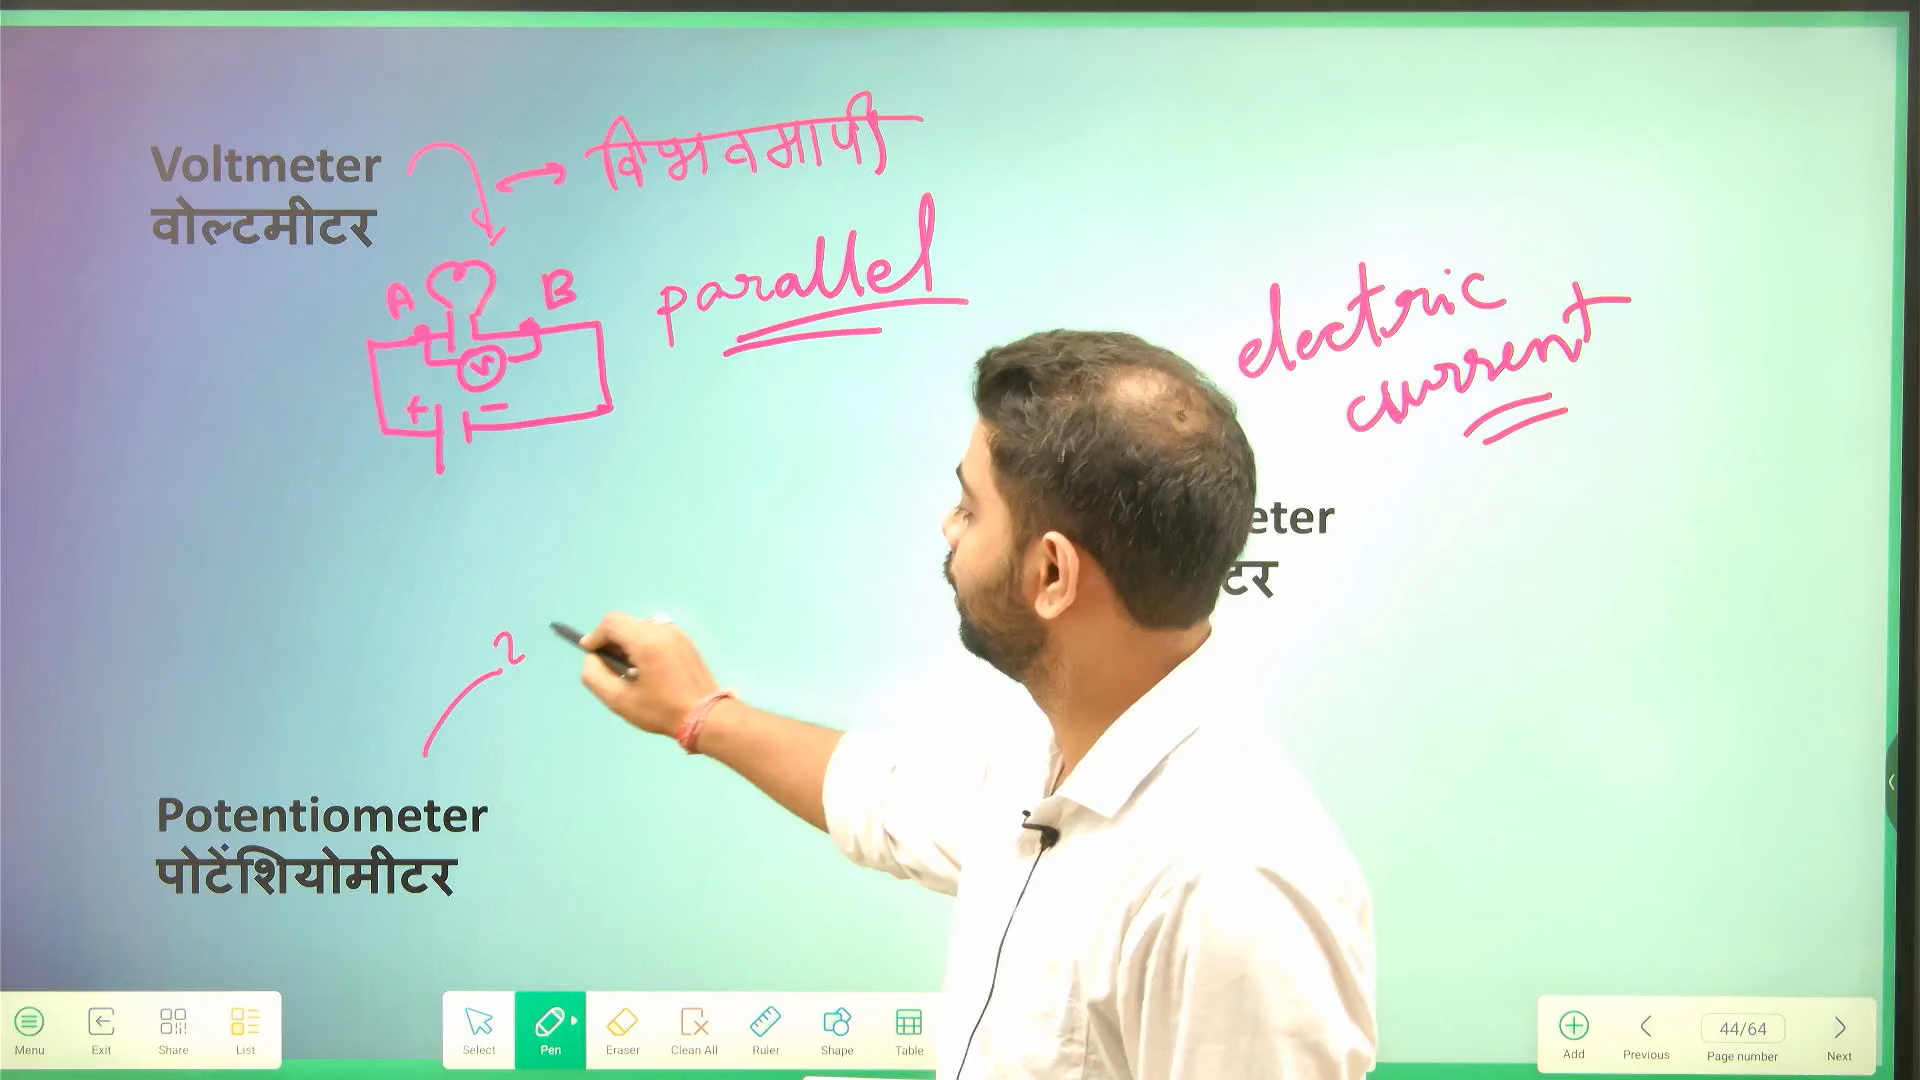 Voltmeter
वोल्टमीटर
विभवमापी
parallel
A
B
V
+
−
electric
current
eter
टर
2
Potentiometer
पोटेंशियोमीटर
Menu
Exit
Share
List
Select
Pen
Eraser
Clean All
Ruler
Shape
Table
Add
Previous
44/64
Page number
Next